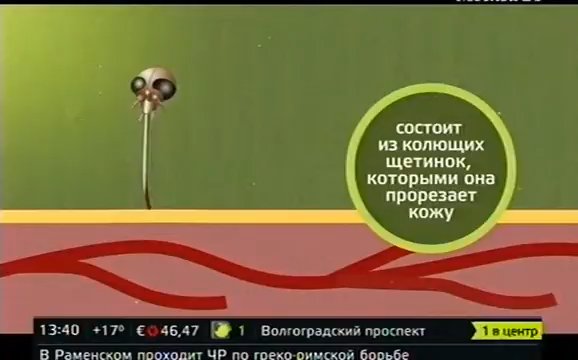 состоит
из колющих
щетинок,
которыми она
прорезает
кожу
13:40 +17° € 46,47 1 Волгоградский проспект 1 в центр
В Раменском проходит ЧР по греко-римской борьбе